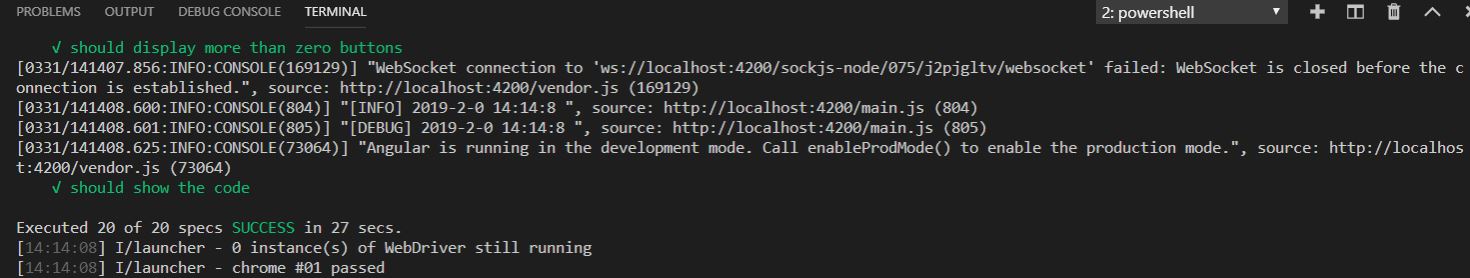 PROBLEMS OUTPUT DEBUG CONSOLE TERMINAL 2: powershell
√ should display more than zero buttons
[0331/141407.856:INFO:CONSOLE(169129)] "WebSocket connection to 'ws://localhost:4200/sockjs-node/075/j2pjgltv/websocket' failed: WebSocket is closed before the c
onnection is established.", source: http://localhost:4200/vendor.js (169129)
[0331/141408.600:INFO:CONSOLE(804)] "[INFO] 2019-2-0 14:14:8 ", source: http://localhost:4200/main.js (804)
[0331/141408.601:INFO:CONSOLE(805)] "[DEBUG] 2019-2-0 14:14:8 ", source: http://localhost:4200/main.js (805)
[0331/141408.625:INFO:CONSOLE(73064)] "Angular is running in the development mode. Call enableProdMode() to enable the production mode.", source: http://localhos
t:4200/vendor.js (73064)
√ should show the code
Executed 20 of 20 specs SUCCESS in 27 secs.
[14:14:08] I/launcher - 0 instance(s) of WebDriver still running
[14:14:08] I/launcher - chrome #01 passed